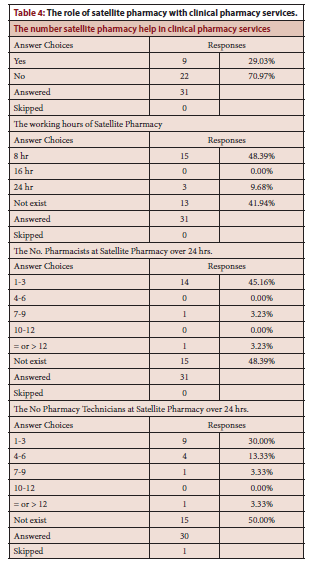 Table 4: The role of satellite pharmacy with clinical pharmacy services.
The number satellite pharmacy help in clinical pharmacy services
Answer Choices Responses
Yes 9 29.03%
No 22 70.97%
Answered 31
Skipped 0
The working hours of Satellite Pharmacy
Answer Choices Responses
8 hr 15 48.39%
16 hr 0 0.00%
24 hr 3 9.68%
Not exist 13 41.94%
Answered 31
Skipped 0
The No. Pharmacists at Satellite Pharmacy over 24 hrs.
Answer Choices Responses
1-3 14 45.16%
4-6 0 0.00%
7-9 1 3.23%
10-12 0 0.00%
= or > 12 1 3.23%
Not exist 15 48.39%
Answered 31
Skipped 0
The No Pharmacy Technicians at Satellite Pharmacy over 24 hrs.
Answer Choices Responses
1-3 9 30.00%
4-6 4 13.33%
7-9 1 3.33%
10-12 0 0.00%
= or > 12 1 3.33%
Not exist 15 50.00%
Answered 30
Skipped 1